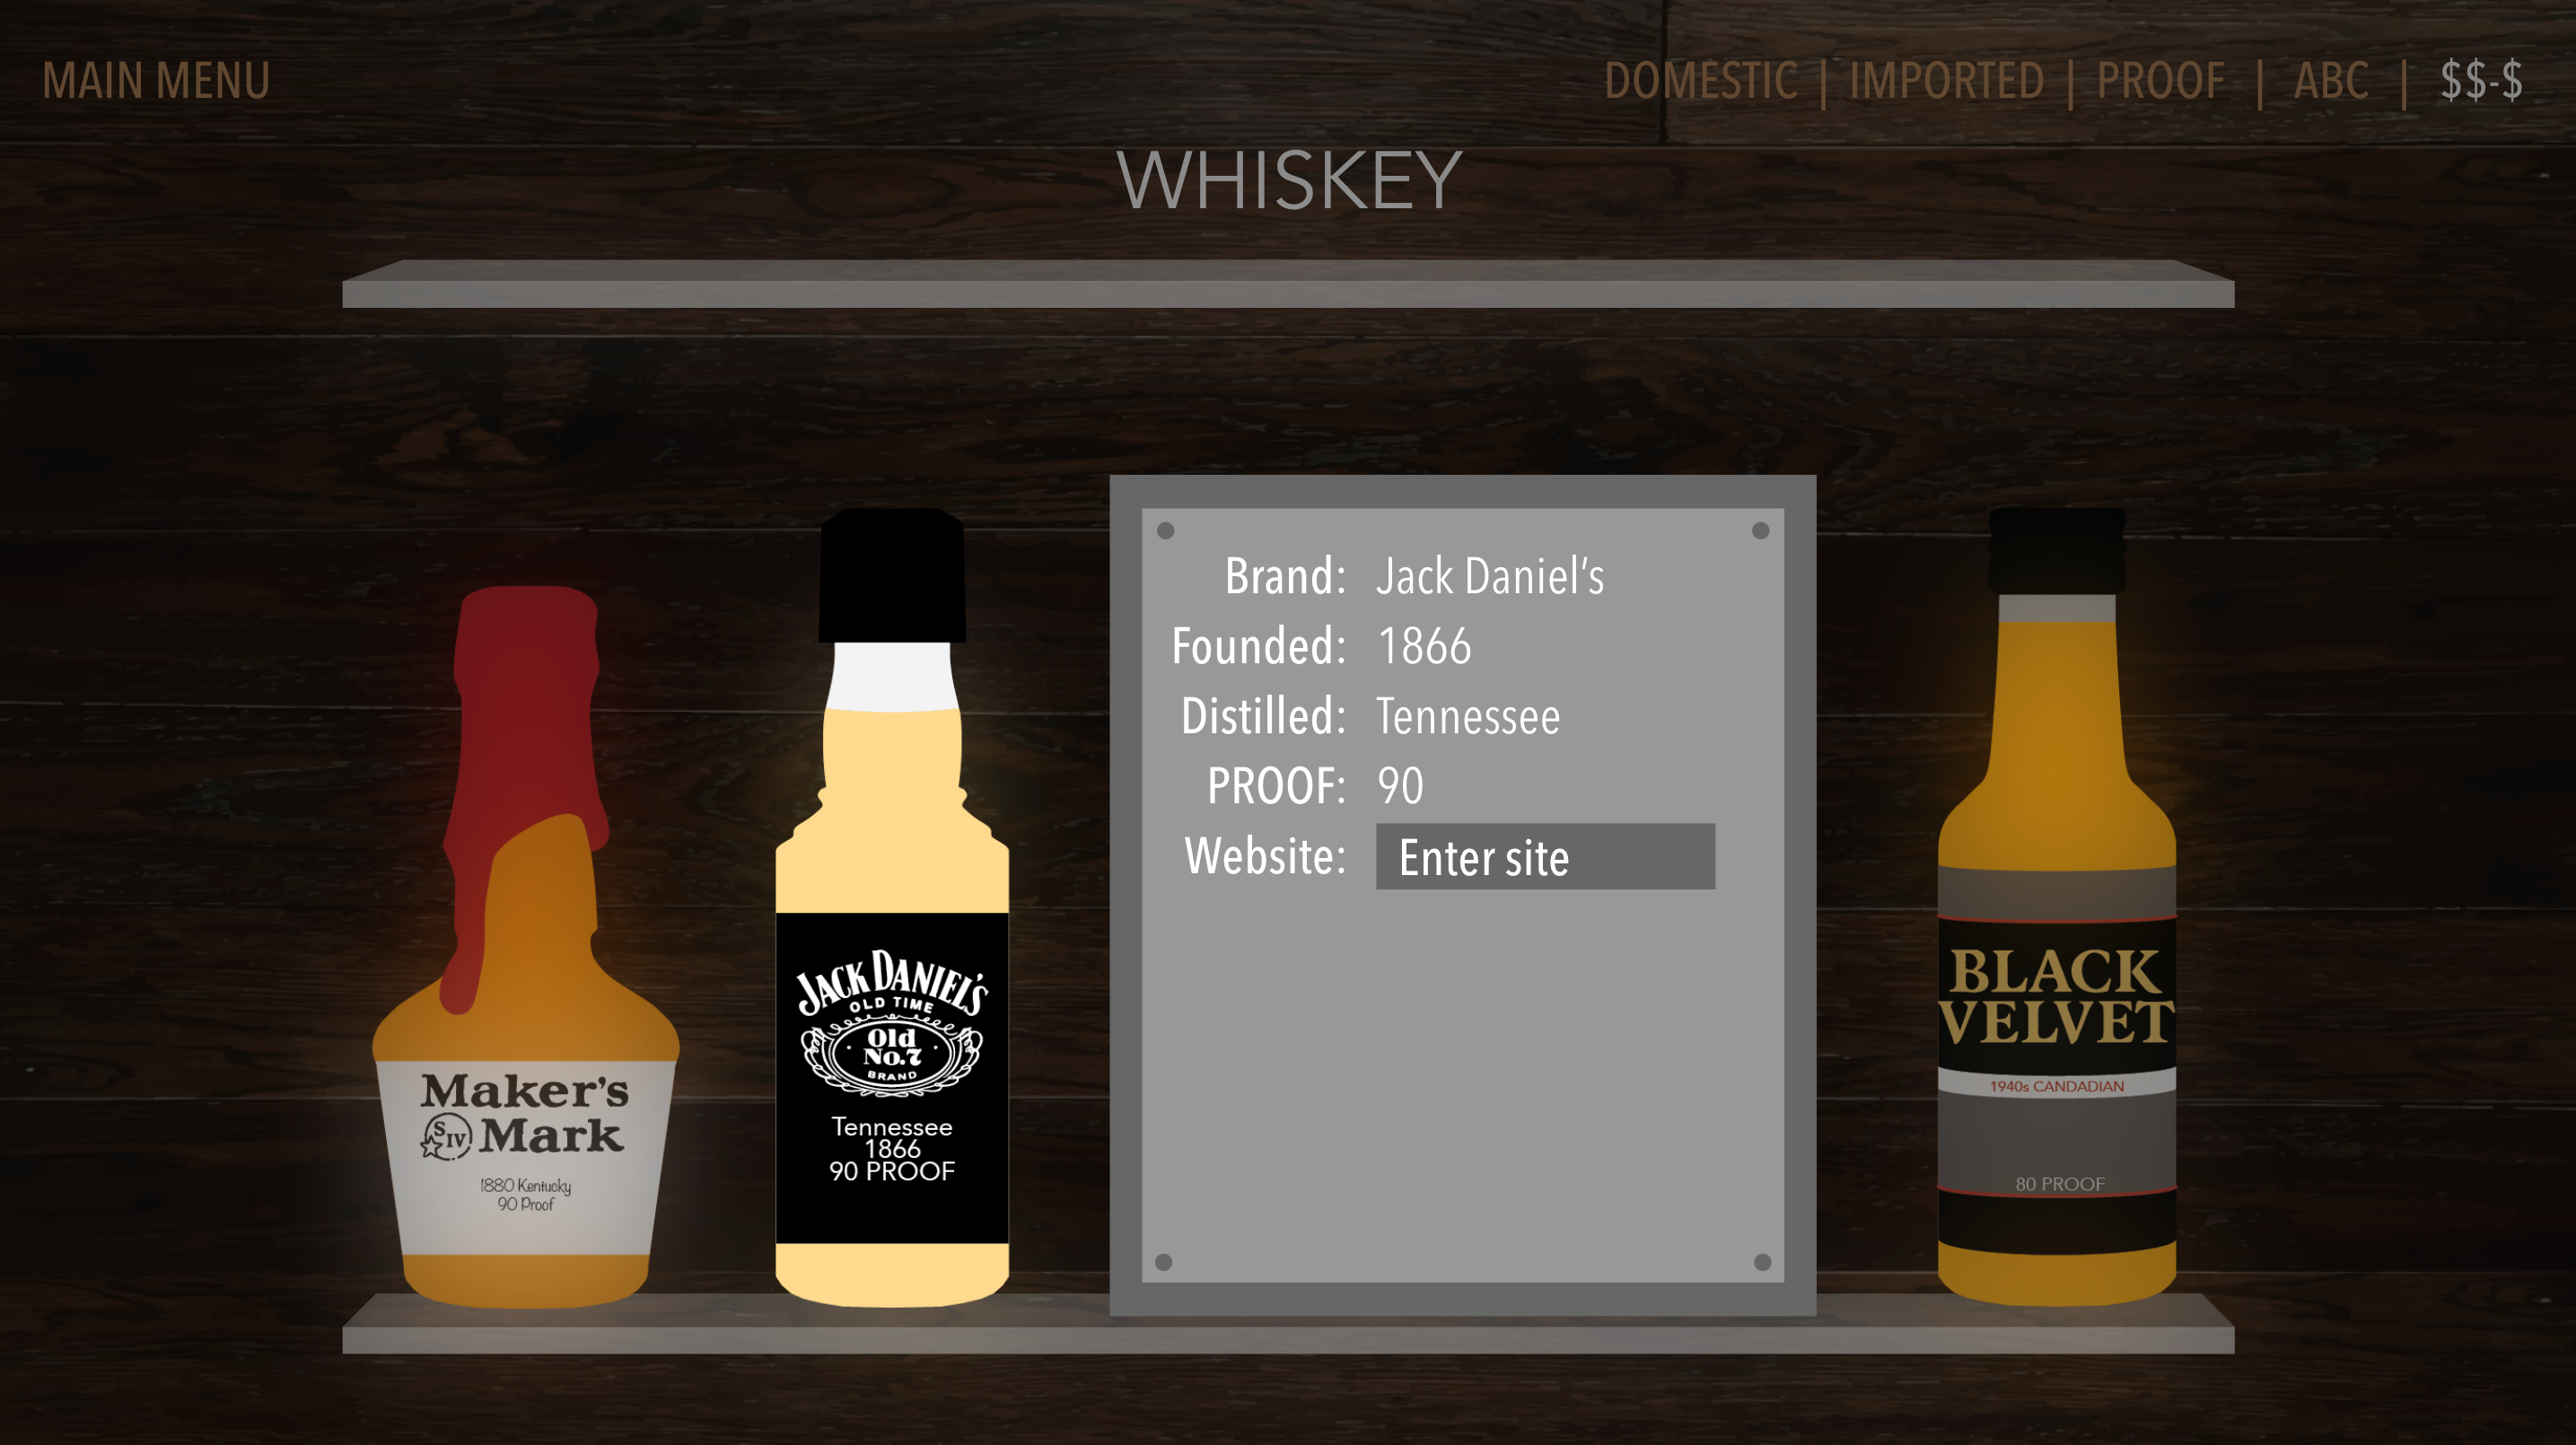 MAIN MENU
DOMESTIC | IMPORTED | PROOF | ABC | $$-$
WHISKEY
Brand: Jack Daniel's
Founded: 1866
Distilled: Tennessee
PROOF: 90
Website: Enter site
Maker's
SIV Mark
1880 Kentucky
90 Proof
JACK DANIEL'S
OLD TIME
Old
No.7
BRAND
Tennessee
1866
90 PROOF
BLACK
VELVET
1940s CANDADIAN
80 PROOF